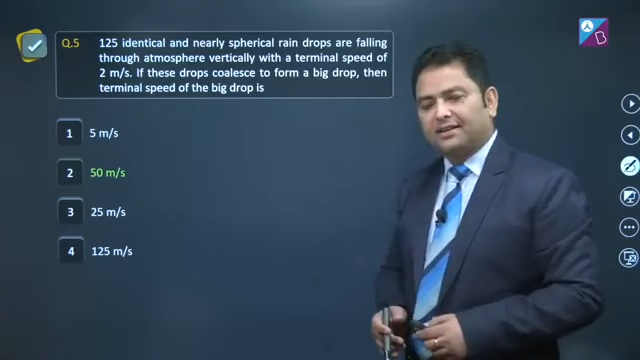 Q.5 125 identical and nearly spherical rain drops are falling
through atmosphere vertically with a terminal speed of
2 m/s. If these drops coalesce to form a big drop, then
terminal speed of the big drop is
1 5 m/s
2 50 m/s
3 25 m/s
4 125 m/s
A
B